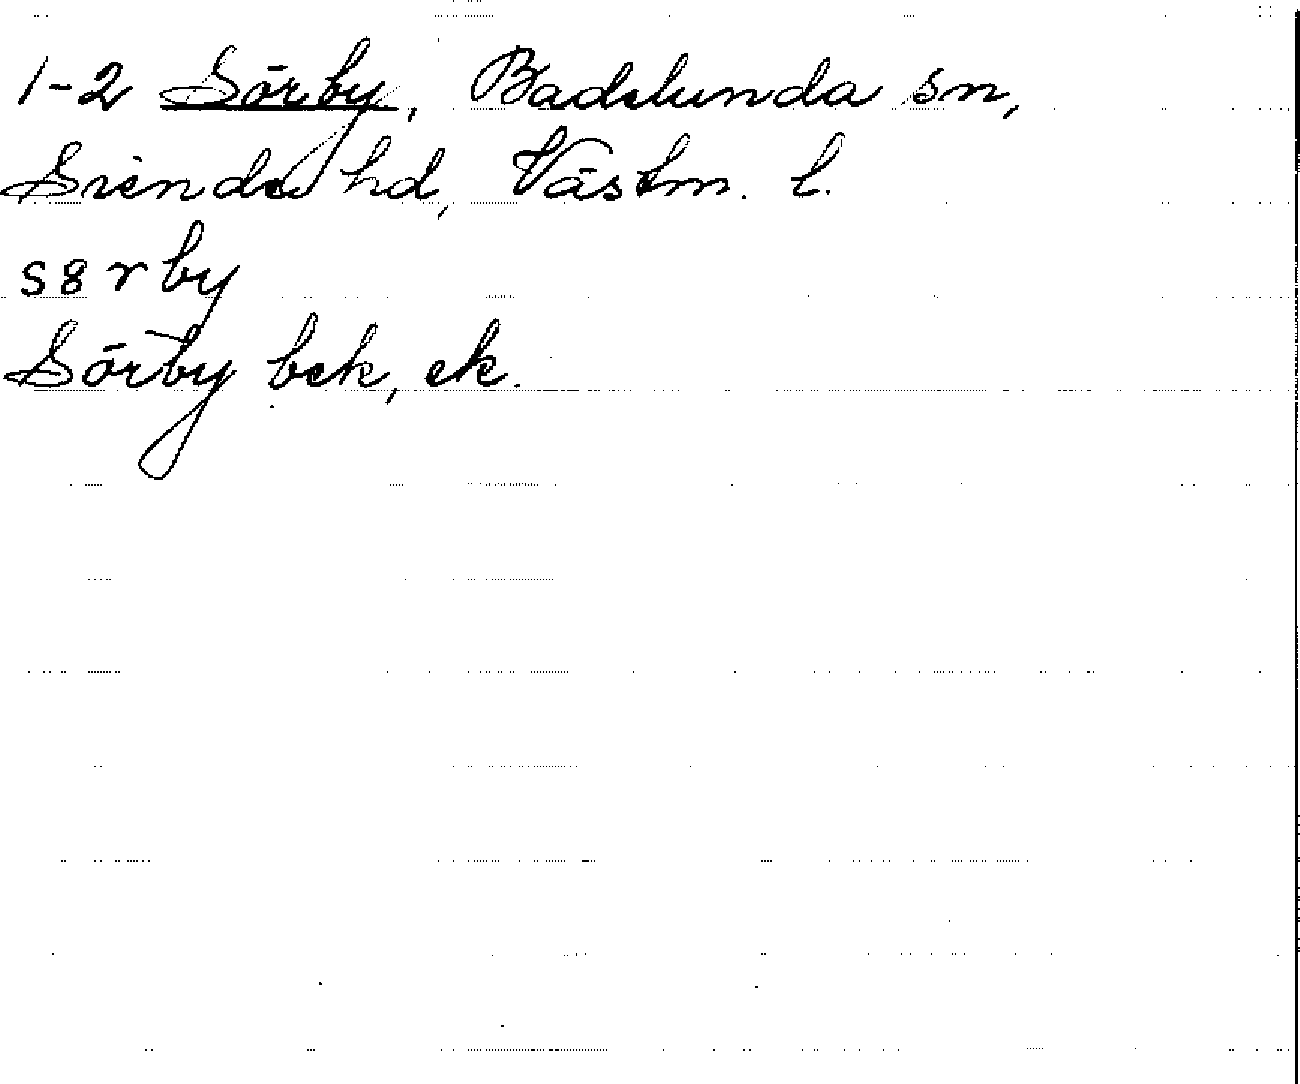 1-2 Sörby, Badelunda sn,
Siende hd, Västm. l.
s8rby
Sörby bek, ek.